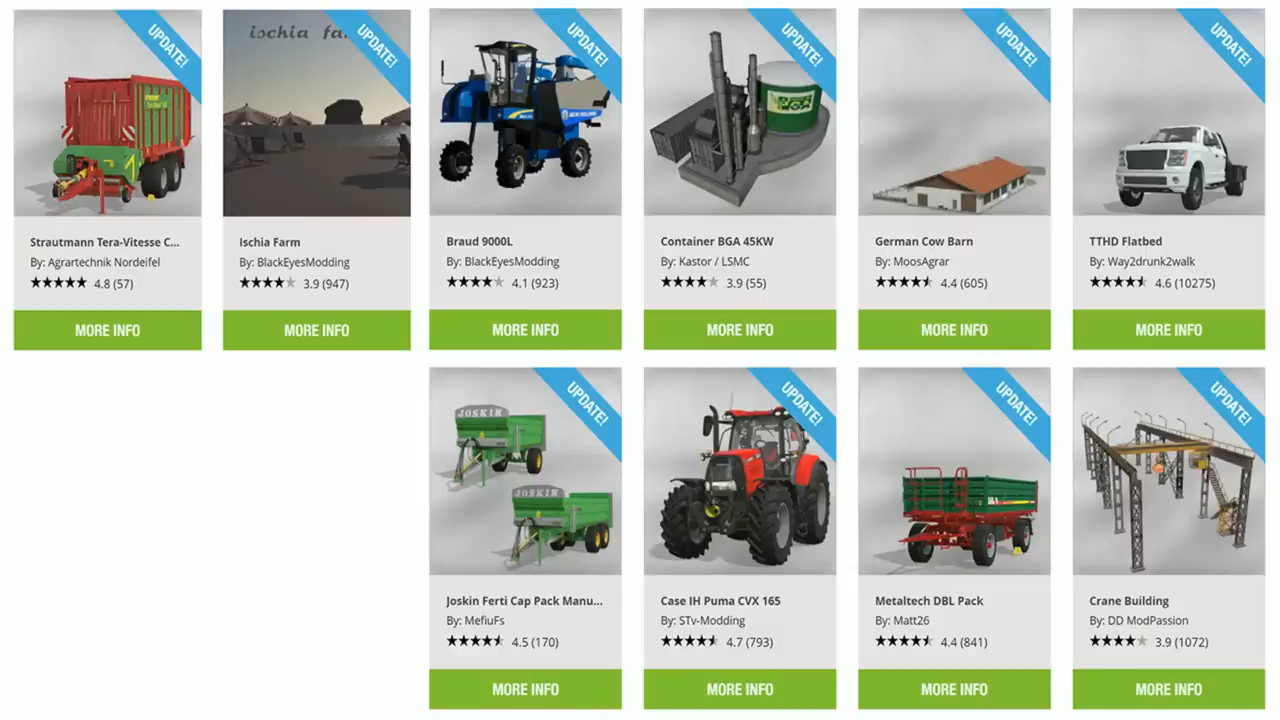 UPDATE!
Strautmann Tera-Vitesse C...
By: Agrartechnik Nordeifel
4.8 (57)
MORE INFO
ischia fa
UPDATE!
Ischia Farm
By: BlackEyesModding
3.9 (947)
MORE INFO
UPDATE!
NEW HOLLAND
Braud 9000L
By: BlackEyesModding
4.1 (923)
MORE INFO
UPDATE!
BGA
Container BGA 45KW
By: Kastor / LSMC
3.9 (55)
MORE INFO
UPDATE!
German Cow Barn
By: MoosAgrar
4.4 (605)
MORE INFO
UPDATE!
TTHD Flatbed
By: Way2drunk2walk
4.6 (10275)
MORE INFO
UPDATE!
JOSKIN
JOSKIN
Joskin Ferti Cap Pack Manu...
By: MefiuFs
4.5 (170)
MORE INFO
UPDATE!
Case IH Puma CVX 165
By: STv-Modding
4.7 (793)
MORE INFO
UPDATE!
Metaltech DBL Pack
By: Matt26
4.4 (841)
MORE INFO
UPDATE!
Crane Building
By: DD ModPassion
3.9 (1072)
MORE INFO